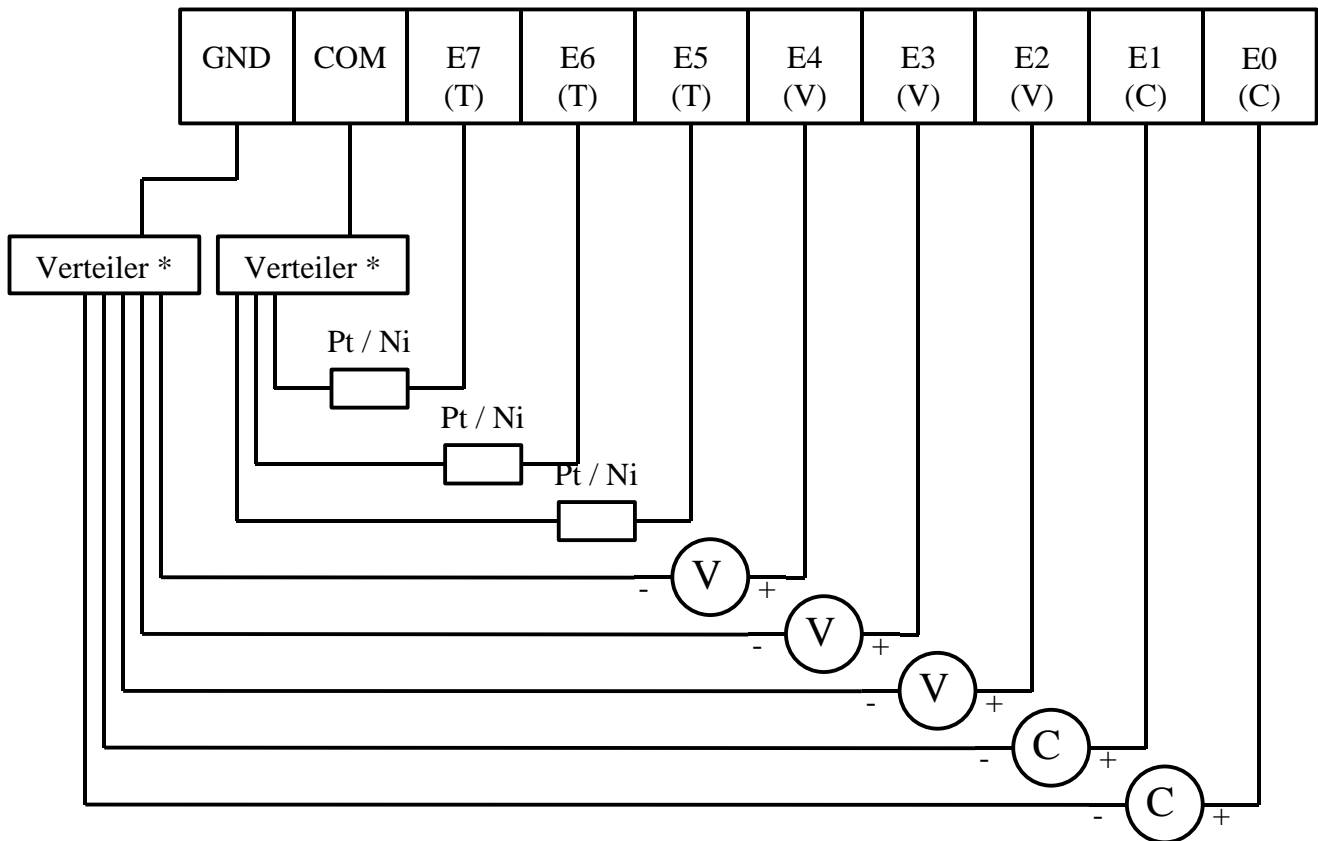 GND COM E7 E6 E5 E4 E3 E2 E1 E0
(T) (T) (T) (V) (V) (V) (C) (C)
Verteiler * Verteiler *
Pt / Ni
Pt / Ni
Pt / Ni
- V +
- V +
- V +
- C +
- C +